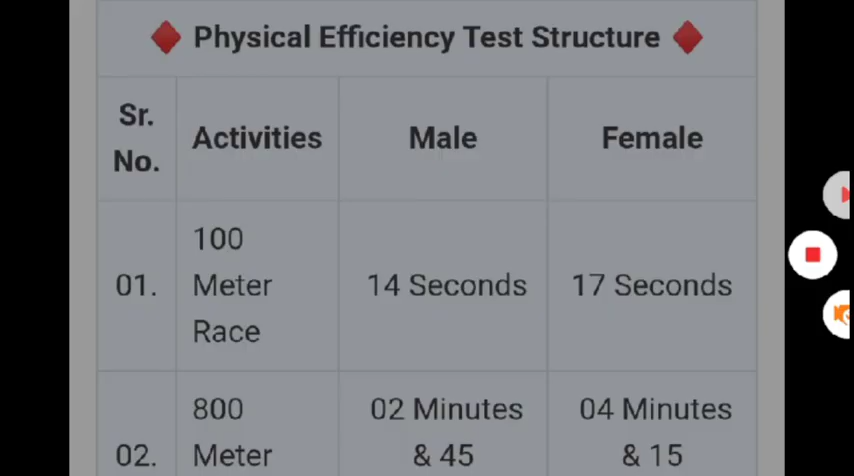 ♦ Physical Efficiency Test Structure ♦
Sr. No. Activities Male Female
01. 100 Meter Race 14 Seconds 17 Seconds
02. 800 Meter 02 Minutes & 45 04 Minutes & 15